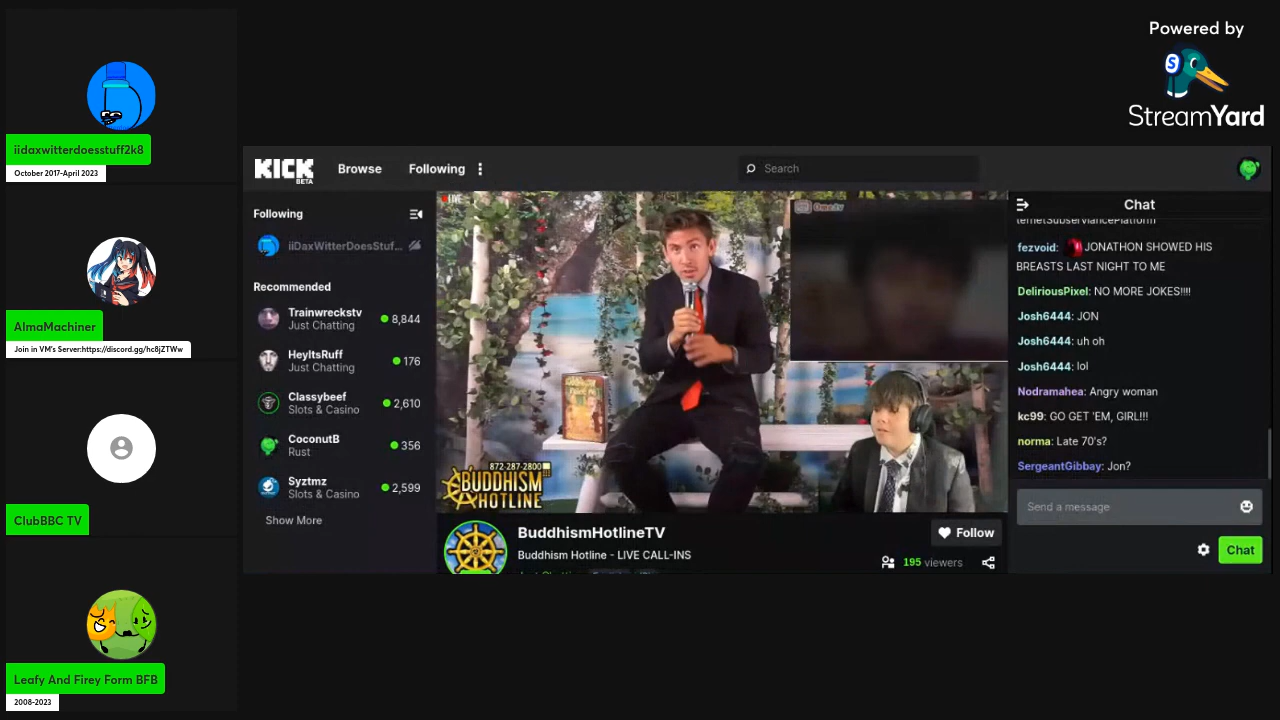 Powered by
StreamYard
iidaxwitterdoesstuff2k8
October 2017-April 2023
AlmaMachiner
Join in VM's Server:https://discord.gg/hc8jZTWw
ClubBBC TV
Leafy And Firey Form BFB
2008-2023
KICK
BETA
Browse
Following
Search
Following
iiDaxWitterDoesStuf...
Recommended
Trainwreckstv
Just Chatting
8,844
HeyItsRuff
Just Chatting
176
Classybeef
Slots & Casino
2,610
CoconutB
Rust
356
Syztmz
Slots & Casino
2,599
Show More
LIVE
Ome.tv
872-287-2800
BUDDHISM
HOTLINE
BuddhismHotlineTV
Buddhism Hotline - LIVE CALL-INS
Follow
195 viewers
Chat
fezvoid: JONATHON SHOWED HIS
BREASTS LAST NIGHT TO ME
DeliriousPixel: NO MORE JOKES!!!!
Josh6444: JON
Josh6444: uh oh
Josh6444: lol
Nodramahea: Angry woman
kc99: GO GET 'EM, GIRL!!!
norma: Late 70's?
SergeantGibbay: Jon?
Send a message
Chat